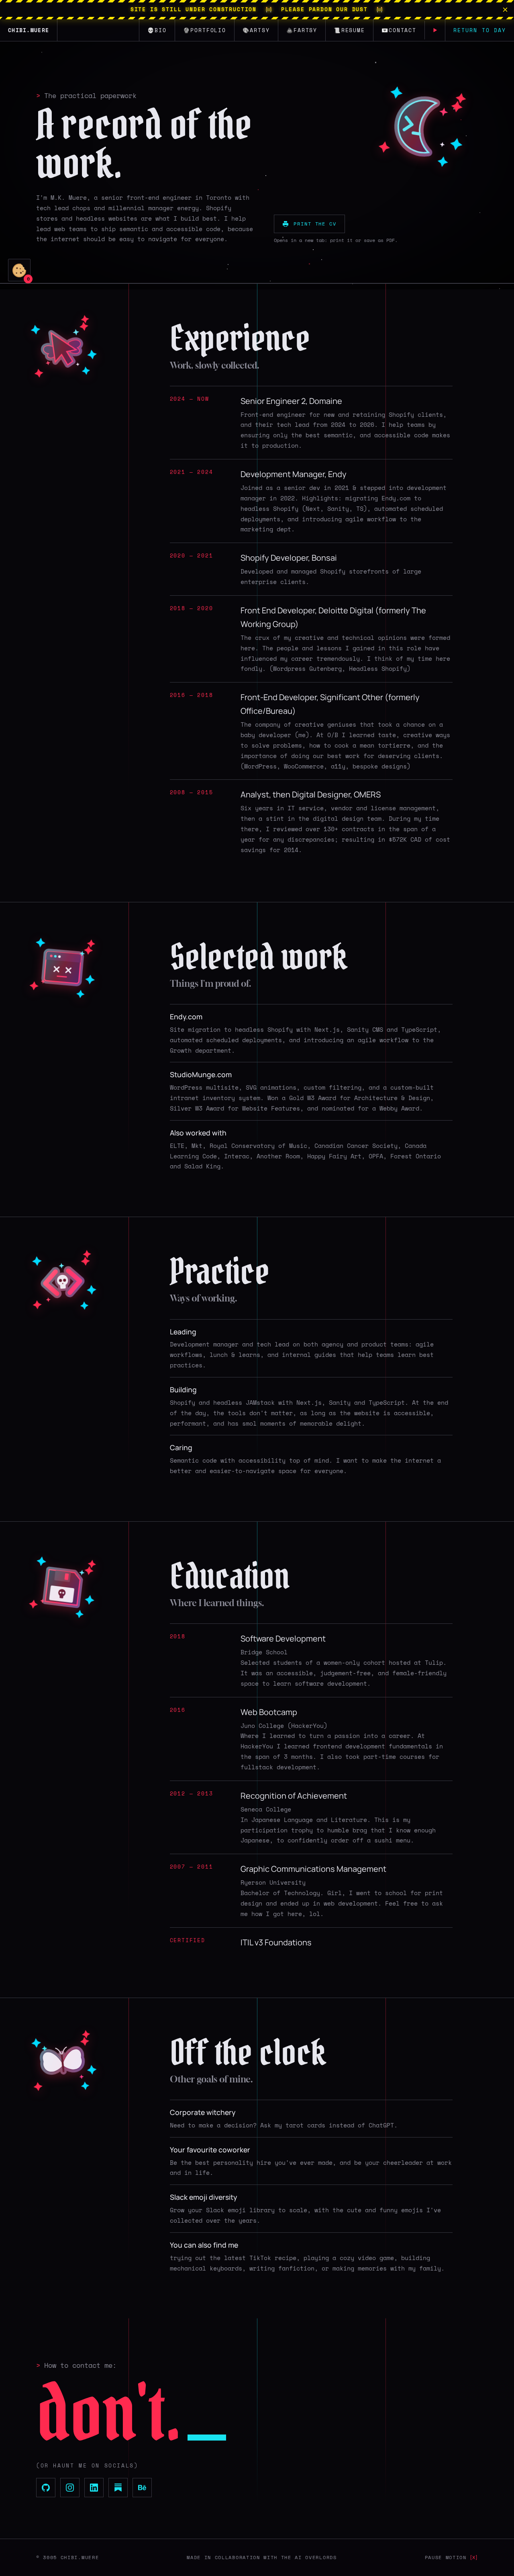 SITE IS STILL UNDER CONSTRUCTION
PLEASE PARDON OUR DUST
CHIBI.MUERE
BIO
PORTFOLIO
ARTSY
FARTSY
RESUME
CONTACT
RETURN TO DAY
> The practical paperwork
A record of the
work.
I'm M.K. Muere, a senior front-end engineer in Toronto with
tech lead chops and millennial manager energy. Shopify
stores and headless websites are what I build best. I help
lead web teams to ship semantic and accessible code, because
the internet should be easy to navigate for everyone.
PRINT THE CV
Opens in a new tab: print it or save as PDF.
Experience
Work, slowly collected.
2024 — NOW
Senior Engineer 2, Domaine
Front-end engineer for new and retaining Shopify clients,
and their tech lead from 2024 to 2026. I help teams by
ensuring only the best semantic, and accessible code makes
it to production.
2021 — 2024
Development Manager, Endy
Joined as a senior dev in 2021 & stepped into development
manager in 2022. Highlights: migrating Endy.com to
headless Shopify (Next, Sanity, TS), automated scheduled
deployments, and introducing agile workflow to the
marketing dept.
2020 — 2021
Shopify Developer, Bonsai
Developed and managed Shopify storefronts of large
enterprise clients.
2018 — 2020
Front End Developer, Deloitte Digital (formerly The
Working Group)
The crux of my creative and technical opinions were formed
here. The people and lessons I gained in this role have
influenced my career tremendously. I think of my time here
fondly. (Wordpress Gutenberg, Headless Shopify)
2016 — 2018
Front-End Developer, Significant Other (formerly
Office/Bureau)
The company of creative geniuses that took a chance on a
baby developer (me). At O/B I learned taste, creative ways
to solve problems, how to cook a mean tortierre, and the
importance of doing our best work for deserving clients.
(WordPress, WooCommerce, a11y, bespoke designs)
2008 — 2015
Analyst, then Digital Designer, OMERS
Six years in IT service, vendor and license management,
then a stint in the digital design team. During my time
there, I reviewed over 130+ contracts in the span of a
year for any discrepancies; resulting in $572K CAD of cost
savings for 2014.
Selected work
Things I'm proud of.
Endy.com
Site migration to headless Shopify with Next.js, Sanity CMS and TypeScript,
automated scheduled deployments, and introducing an agile workflow to the
Growth department.
StudioMunge.com
WordPress multisite, SVG animations, custom filtering, and a custom-built
intranet inventory system. Won a Gold W3 Award for Architecture & Design,
Silver W3 Award for Website Features, and nominated for a Webby Award.
Also worked with
ELTE, Mkt, Royal Conservatory of Music, Canadian Cancer Society, Canada
Learning Code, Interac, Another Room, Happy Fairy Art, OPFA, Forest Ontario
and Salad King.
Practice
Ways of working.
Leading
Development manager and tech lead on both agency and product teams: agile
workflows, lunch & learns, and internal guides that help teams learn best
practices.
Building
Shopify and headless JAMstack with Next.js, Sanity and TypeScript. At the end
of the day, the tools don't matter, as long as the website is accessible,
performant, and has smol moments of memorable delight.
Caring
Semantic code with accessibility top of mind. I want to make the internet a
better and easier-to-navigate space for everyone.
Education
Where I learned things.
2018
Software Development
Bridge School
Selected students of a women-only cohort hosted at Tulip.
It was an accessible, judgement-free, and female-friendly
space to learn software development.
2015
Web Bootcamp
Juno College (HackerYou)
Where I learned to turn a passion into a career. At
HackerYou I learned frontend development fundamentals in
the span of 3 months. I also took part-time courses for
fullstack development.
2012 — 2013
Recognition of Achievement
Seneca College
In Japanese Language and Literature. This is my
participation trophy to humble brag that I know enough
Japanese, to confidently order off a sushi menu.
2007 — 2011
Graphic Communications Management
Ryerson University
Bachelor of Technology. Girl, I went to school for print
design and ended up in web development. Feel free to ask
me how I got here, lol.
CERTIFIED
ITIL v3 Foundations
Off the clock
Other goals of mine.
Corporate witchery
Need to make a decision? Ask my tarot cards instead of ChatGPT.
Your favourite coworker
Be the best personality hire you've ever made, and be your cheerleader at work
and in life.
Slack emoji diversity
Grow your Slack emoji library to scale, with the cute and funny emojis I've
collected over the years.
You can also find me
trying out the latest TikTok recipe, playing a cozy video game, building
mechanical keyboards, writing fanfiction, or making memories with my family.
> How to contact me:
don't.
(OR HAUNT ME ON SOCIALS)
Bē
MADE IN COLLABORATION WITH THE AI OVERLORDS
PAUSE MOTION